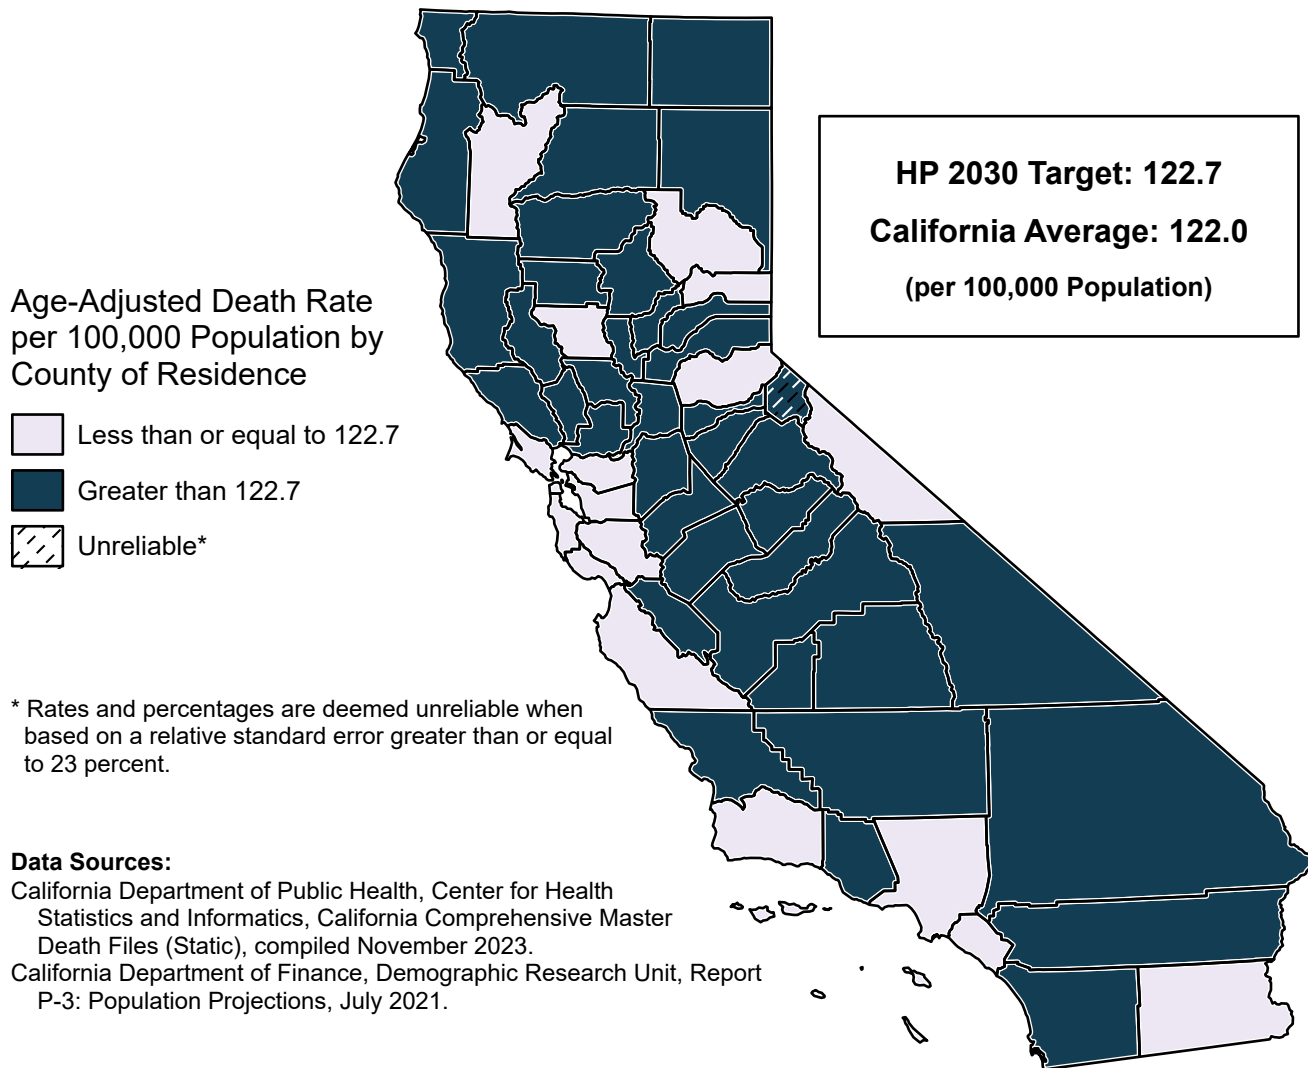 HP 2030 Target: 122.7
California Average: 122.0
(per 100,000 Population)
Age-Adjusted Death Rate
per 100,000 Population by
County of Residence
Less than or equal to 122.7
Greater than 122.7
Unreliable*
* Rates and percentages are deemed unreliable when
based on a relative standard error greater than or equal
to 23 percent.
Data Sources:
California Department of Public Health, Center for Health
Statistics and Informatics, California Comprehensive Master
Death Files (Static), compiled November 2023.
California Department of Finance, Demographic Research Unit, Report
P-3: Population Projections, July 2021.